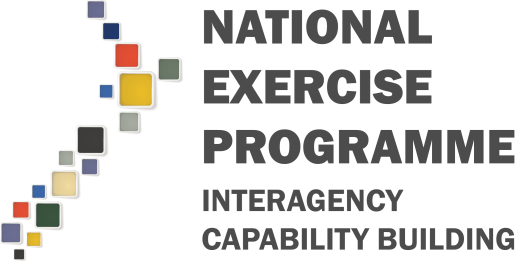 NATIONAL
EXERCISE
PROGRAMME
INTERAGENCY
CAPABILITY BUILDING